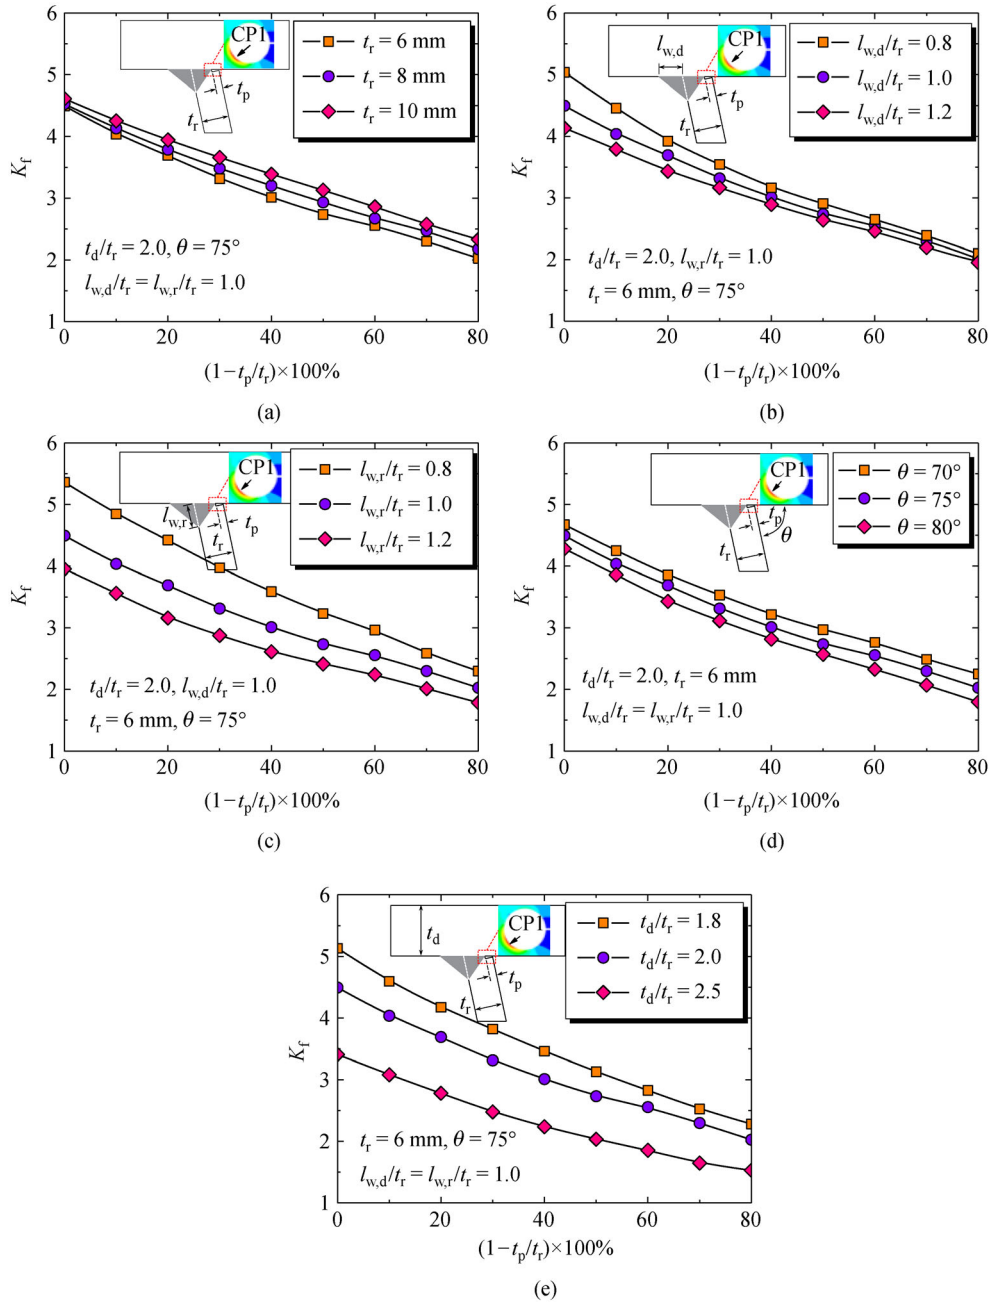 6
5
4
3
2
1
K_f
CP1
t_p
t_r
t_r = 6 mm
t_r = 8 mm
t_r = 10 mm
t_d/t_r = 2.0, θ = 75°
l_w,d/t_r = l_w,r/t_r = 1.0
0 20 40 60 80
(1−t_p/t_r)×100%
(a)
6
5
4
3
2
1
K_f
l_w,d
CP1
t_p
t_r
l_w,d/t_r = 0.8
l_w,d/t_r = 1.0
l_w,d/t_r = 1.2
t_d/t_r = 2.0, l_w,r/t_r = 1.0
t_r = 6 mm, θ = 75°
0 20 40 60 80
(1−t_p/t_r)×100%
(b)
6
5
4
3
2
1
K_f
CP1
l_w,r
t_p
t_r
l_w,r/t_r = 0.8
l_w,r/t_r = 1.0
l_w,r/t_r = 1.2
t_d/t_r = 2.0, l_w,d/t_r = 1.0
t_r = 6 mm, θ = 75°
0 20 40 60 80
(1−t_p/t_r)×100%
(c)
6
5
4
3
2
1
K_f
CP1
t_p
θ
t_r
θ = 70°
θ = 75°
θ = 80°
t_d/t_r = 2.0, t_r = 6 mm
l_w,d/t_r = l_w,r/t_r = 1.0
0 20 40 60 80
(1−t_p/t_r)×100%
(d)
6
5
4
3
2
1
K_f
t_d
CP1
t_p
t_r
t_d/t_r = 1.8
t_d/t_r = 2.0
t_d/t_r = 2.5
t_r = 6 mm, θ = 75°
l_w,d/t_r = l_w,r/t_r = 1.0
0 20 40 60 80
(1−t_p/t_r)×100%
(e)